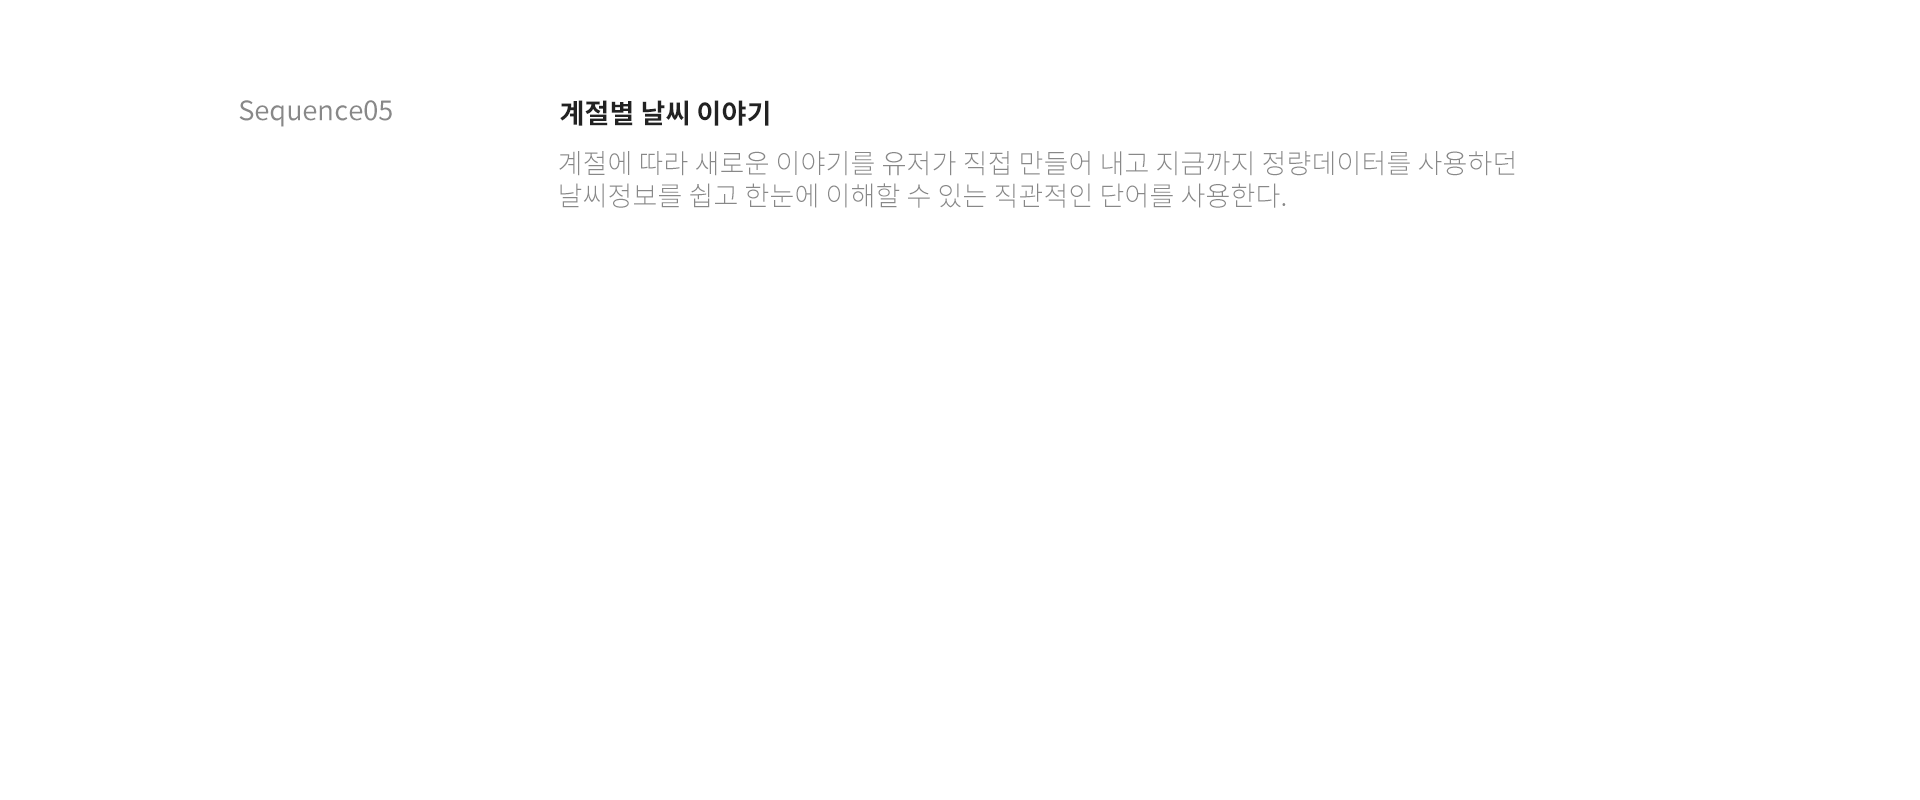 Sequence05
계절별 날씨 이야기
계절에 따라 새로운 이야기를 유저가 직접 만들어 내고 지금까지 정량데이터를 사용하던
날씨정보를 쉽고 한눈에 이해할 수 있는 직관적인 단어를 사용한다.